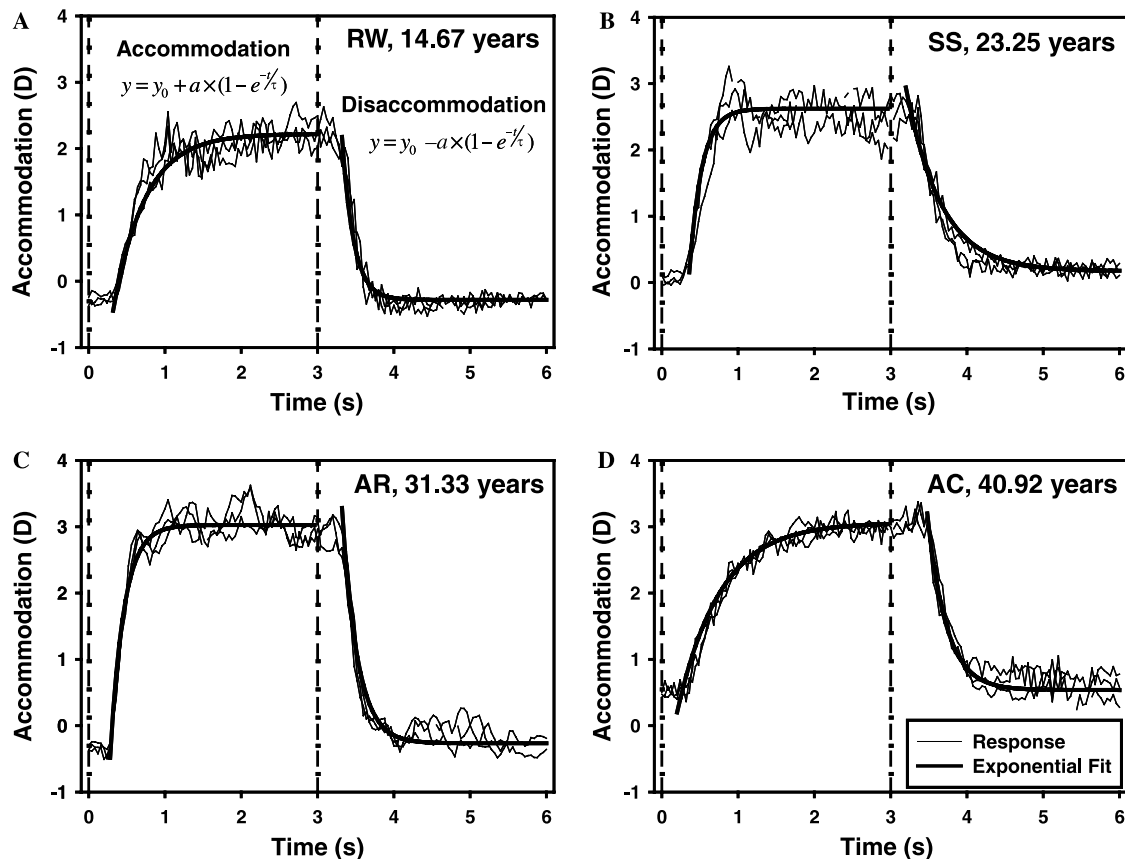 A
RW, 14.67 years
Accommodation
y = y₀ + a×(1− e^(−t/τ))
Disaccommodation
y = y₀ − a×(1− e^(−t/τ))
Accommodation (D)
4
3
2
1
0
-1
0 1 2 3 4 5 6
Time (s)
B
SS, 23.25 years
Accommodation (D)
4
3
2
1
0
-1
0 1 2 3 4 5 6
Time (s)
C
AR, 31.33 years
Accommodation (D)
4
3
2
1
0
-1
0 1 2 3 4 5 6
Time (s)
D
AC, 40.92 years
Accommodation (D)
4
3
2
1
0
-1
0 1 2 3 4 5 6
Time (s)
Response
Exponential Fit